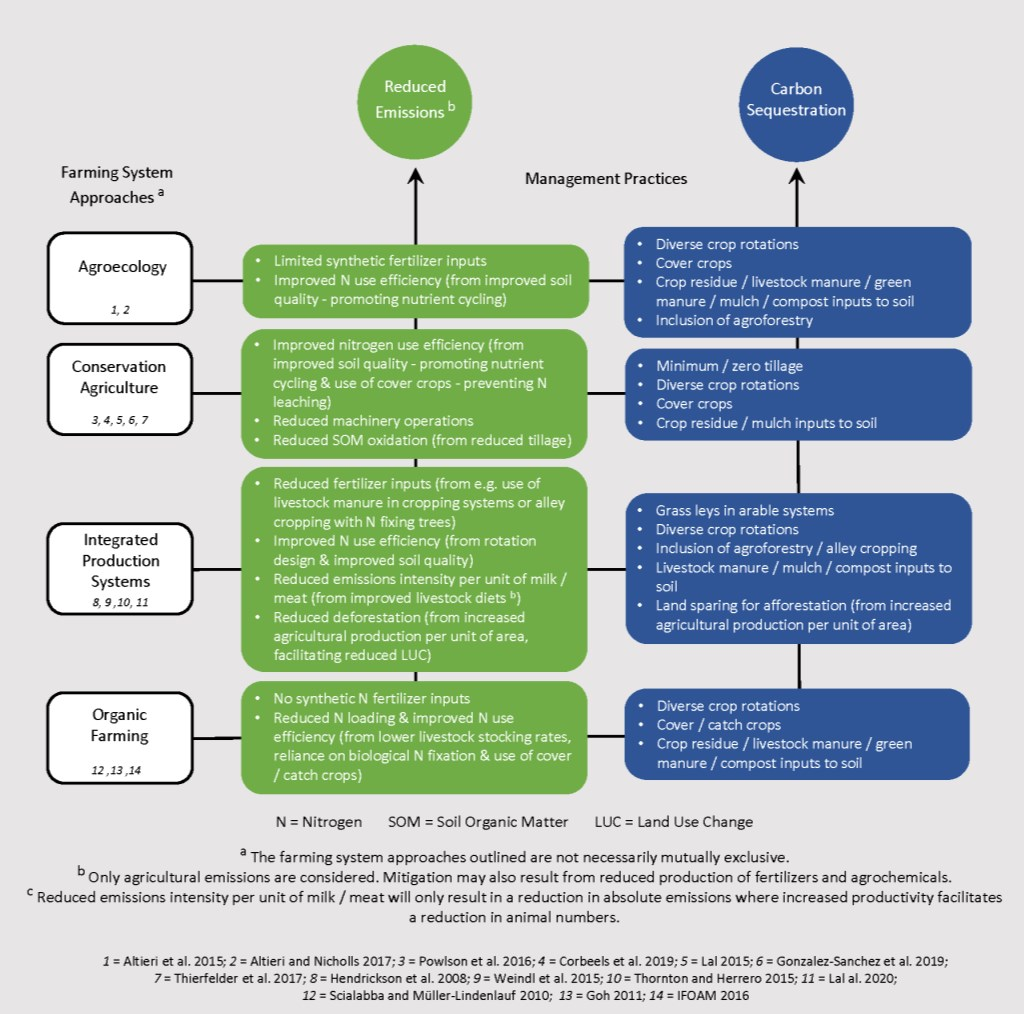 Reduced
Emissions b
Carbon
Sequestration
Farming System
Approaches a
Management Practices
Agroecology
1, 2
• Limited synthetic fertilizer inputs
• Improved N use efficiency (from improved soil
quality - promoting nutrient cycling)
• Diverse crop rotations
• Cover crops
• Crop residue / livestock manure / green
manure / mulch / compost inputs to soil
• Inclusion of agroforestry
Conservation
Agriculture
3, 4, 5, 6, 7
• Improved nitrogen use efficiency (from
improved soil quality - promoting nutrient
cycling & use of cover crops - preventing N
leaching)
• Reduced machinery operations
• Reduced SOM oxidation (from reduced tillage)
• Minimum / zero tillage
• Diverse crop rotations
• Cover crops
• Crop residue / mulch inputs to soil
Integrated
Production
Systems
8, 9 ,10, 11
• Reduced fertilizer inputs (from e.g. use of
livestock manure in cropping systems or alley
cropping with N fixing trees)
• Improved N use efficiency (from rotation
design & improved soil quality)
• Reduced emissions intensity per unit of milk /
meat (from improved livestock diets b)
• Reduced deforestation (from increased
agricultural production per unit of area,
facilitating reduced LUC)
• Grass leys in arable systems
• Diverse crop rotations
• Inclusion of agroforestry / alley cropping
• Livestock manure / mulch / compost inputs to
soil
• Land sparing for afforestation (from increased
agricultural production per unit of area)
Organic
Farming
12 ,13 ,14
• No synthetic N fertilizer inputs
• Reduced N loading & improved N use
efficiency (from lower livestock stocking rates,
reliance on biological N fixation & use of cover
/ catch crops)
• Diverse crop rotations
• Cover / catch crops
• Crop residue / livestock manure / green
manure / compost inputs to soil
N = Nitrogen SOM = Soil Organic Matter LUC = Land Use Change
a The farming system approaches outlined are not necessarily mutually exclusive.
b Only agricultural emissions are considered. Mitigation may also result from reduced production of fertilizers and agrochemicals.
c Reduced emissions intensity per unit of milk / meat will only result in a reduction in absolute emissions where increased productivity facilitates
a reduction in animal numbers.
1 = Altieri et al. 2015; 2 = Altieri and Nicholls 2017; 3 = Powlson et al. 2016; 4 = Corbeels et al. 2019; 5 = Lal 2015; 6 = Gonzalez-Sanchez et al. 2019;
7 = Thierfelder et al. 2017; 8 = Hendrickson et al. 2008; 9 = Weindl et al. 2015; 10 = Thornton and Herrero 2015; 11 = Lal al. 2020;
12 = Scialabba and Müller-Lindenlauf 2010; 13 = Goh 2011; 14 = IFOAM 2016